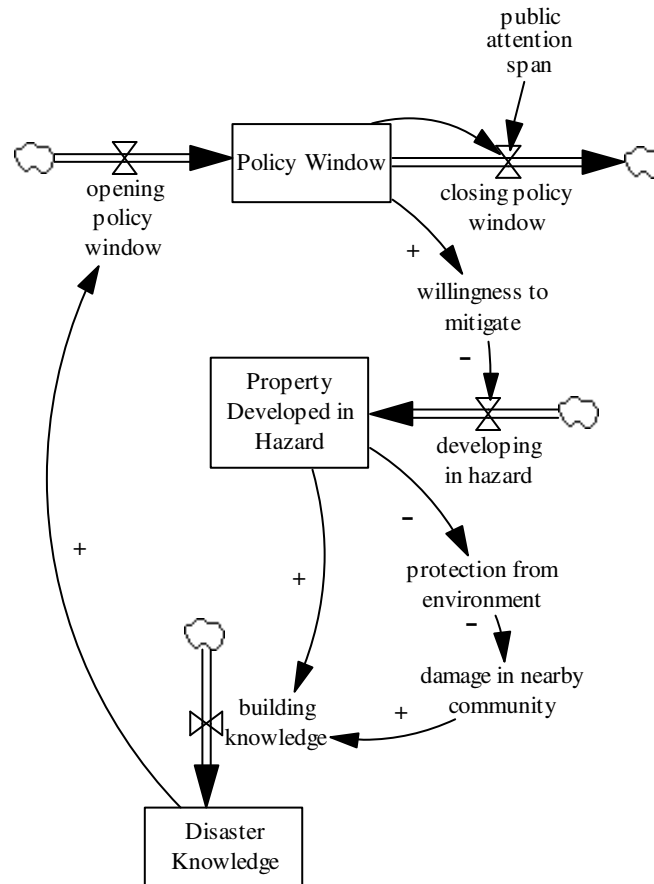 public
attention
span
Policy Window
opening
policy
window
closing policy
window
+
willingness to
mitigate
-
Property
Developed in
Hazard
developing
in hazard
-
+
+
protection from
environment
-
damage in nearby
community
building
knowledge
+
Disaster
Knowledge